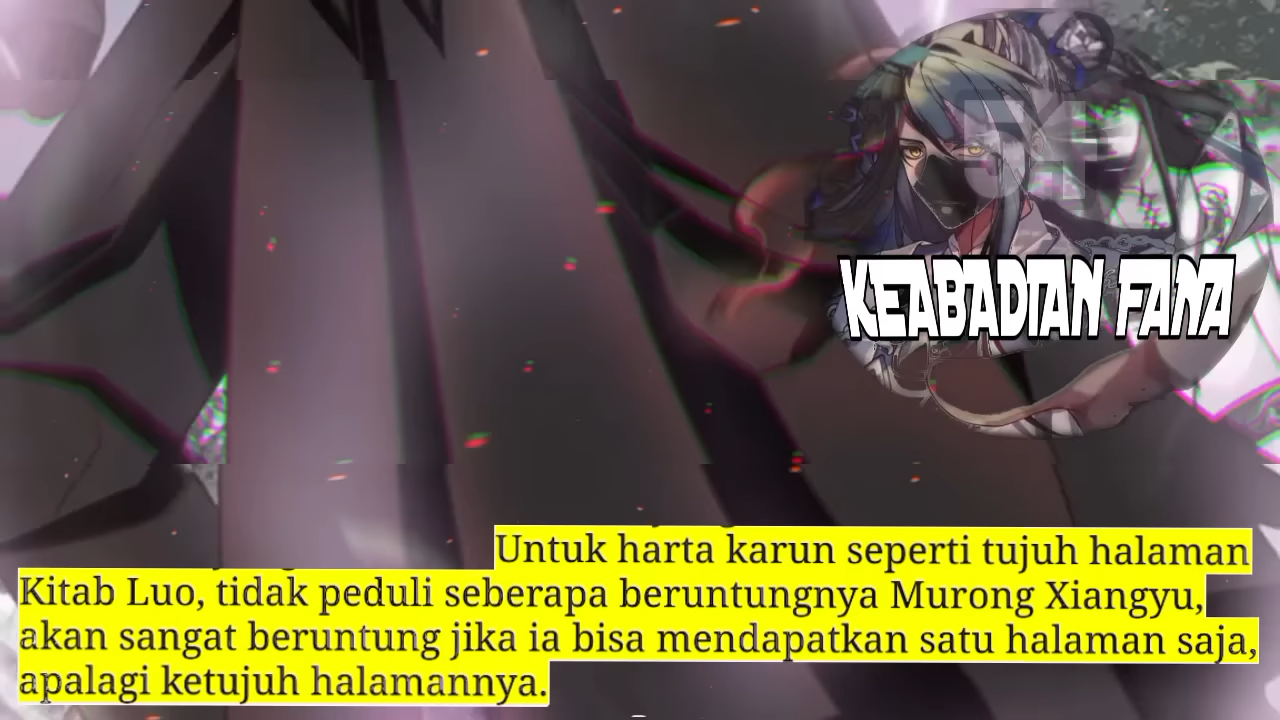 KEABADIAN FANA
Untuk harta karun seperti tujuh halaman
Kitab Luo, tidak peduli seberapa beruntungnya Murong Xiangyu,
akan sangat beruntung jika ia bisa mendapatkan satu halaman saja,
apalagi ketujuh halamannya.